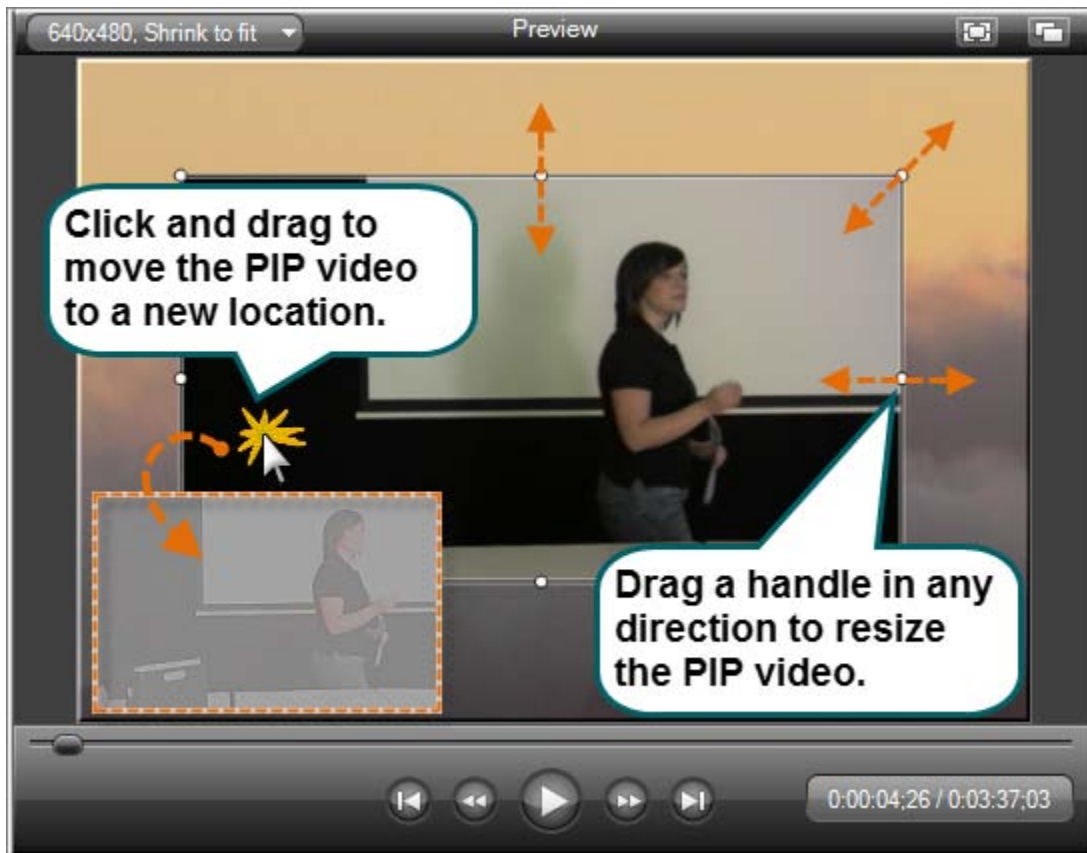 640x480, Shrink to fit
Preview
Click and drag to
move the PIP video
to a new location.
Drag a handle in any
direction to resize
the PIP video.
0:00:04;26 / 0:03:37;03